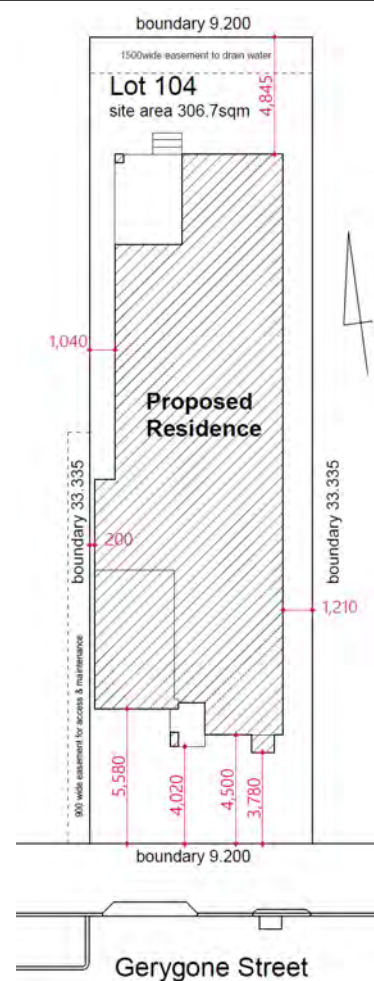 boundary 9.200
1500wide easement to drain water
Lot 104
site area 306.7sqm
4,845
1,040
Proposed
Residence
boundary 33.335
boundary 33.335
200
1,210
900 wide easement for access & maintenance
5,580
4,020
4,500
3,780
boundary 9.200
Gerygone Street